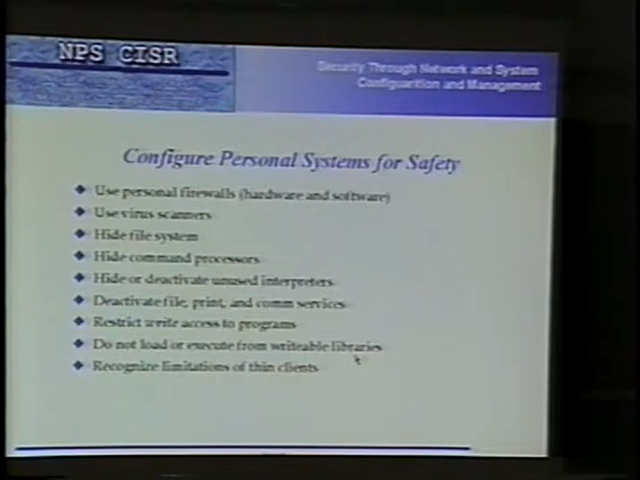 NPS CISR
Security Through Network and System
Configuartion and Management
Configure Personal Systems for Safety
Use personal firewalls (hardware and software)
Use virus scanners
Hide file system
Hide command processors
Hide or deactivate unused interpreters
Deactivate file, print, and comm services
Restrict write access to programs
Do not load or execute from writeable libraries
Recognize limitations of thin clients